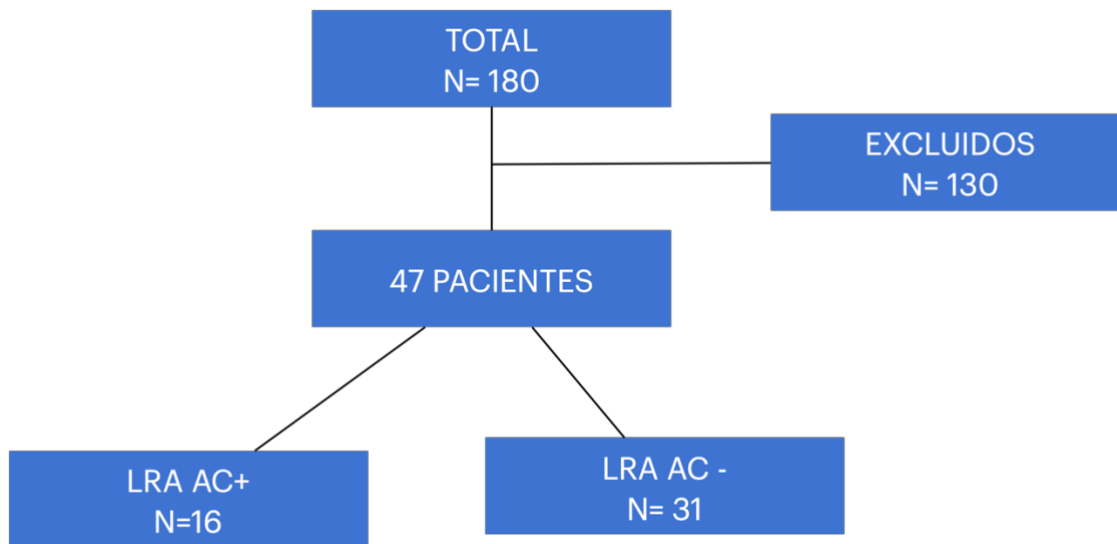 TOTAL
N= 180
EXCLUIDOS
N= 130
47 PACIENTES
LRA AC+
N=16
LRA AC -
N= 31